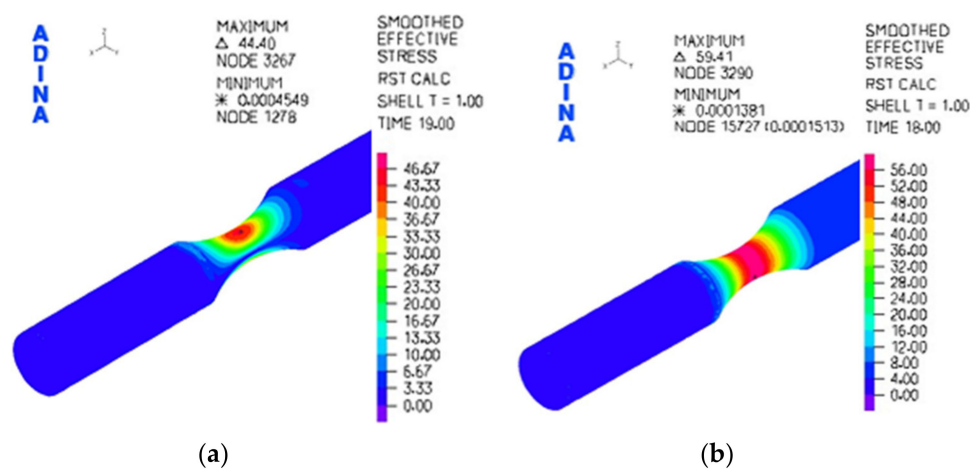 ADINA
Z
X Y
MAXIMUM
Δ 44.40
NODE 3267
MINIMUM
* 0.0004549
NODE 1278
SMOOTHED
EFFECTIVE
STRESS
RST CALC
SHELL T = 1.00
TIME 19.00
46.67
43.33
40.00
36.67
33.33
30.00
26.67
23.33
20.00
16.67
13.33
10.00
6.67
3.33
0.00
(a)
ADINA
Z
X Y
MAXIMUM
Δ 59.41
NODE 3290
MINIMUM
* 0.0001381
NODE 15727 (0.0001513)
SMOOTHED
EFFECTIVE
STRESS
RST CALC
SHELL T = 1.00
TIME 18.00
56.00
52.00
48.00
44.00
40.00
36.00
32.00
28.00
24.00
20.00
16.00
12.00
8.00
4.00
0.00
(b)